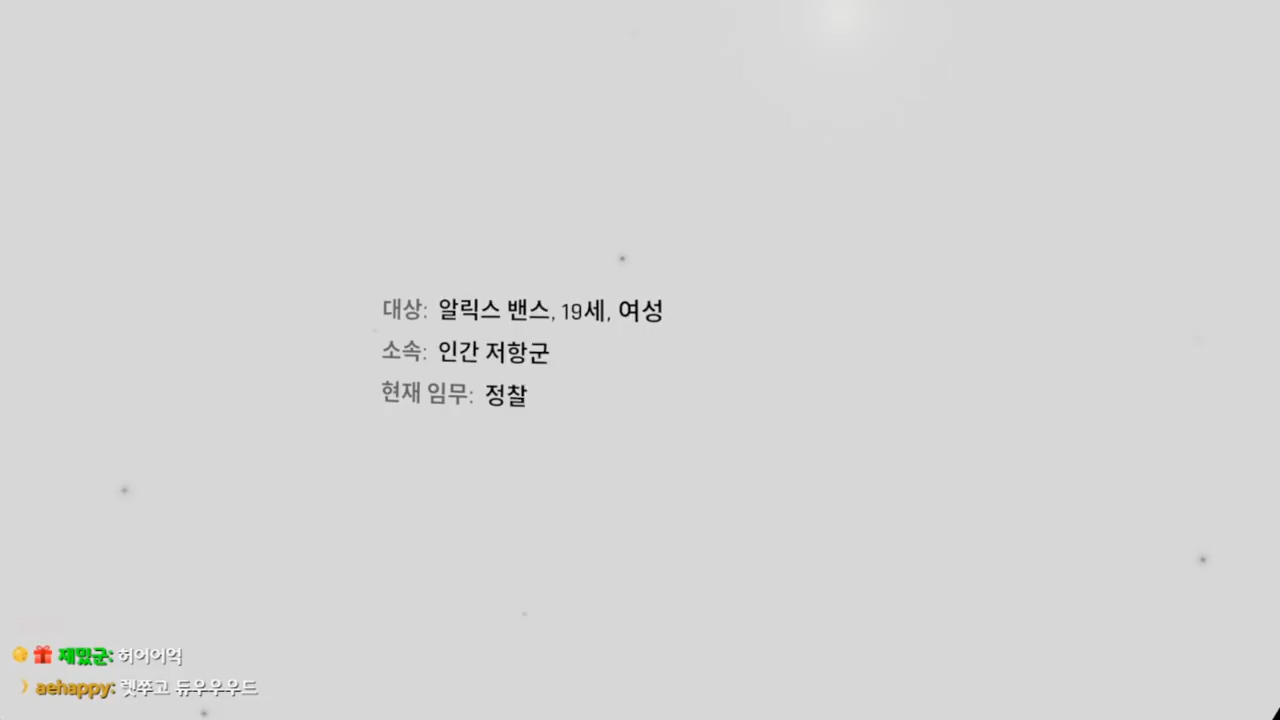 대상: 알릭스 밴스, 19세, 여성
소속: 인간 저항군
현재 임무: 정찰
재밌군: 허어어억
aehappy: 렛쭈고 듀우우우드